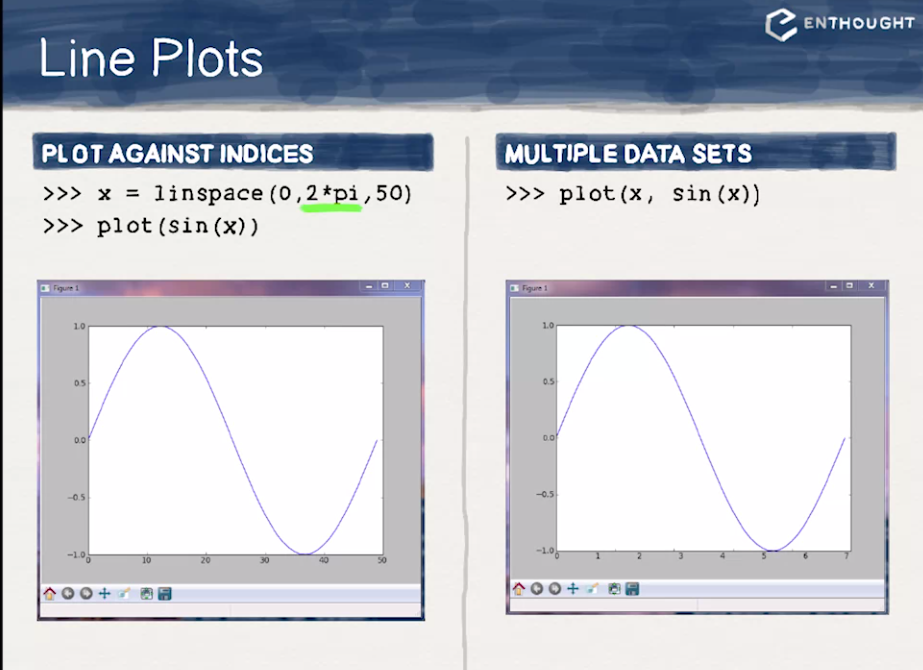 ENTHOUGHT
Line Plots
PLOT AGAINST INDICES
>>> x = linspace(0,2*pi,50)
>>> plot(sin(x))
Figure 1
1.0
0.5
0.0
-0.5
-1.0
0 10 20 30 40 50
MULTIPLE DATA SETS
>>> plot(x, sin(x))
Figure 1
1.0
0.5
0.0
-0.5
-1.0
0 1 2 3 4 5 6 7